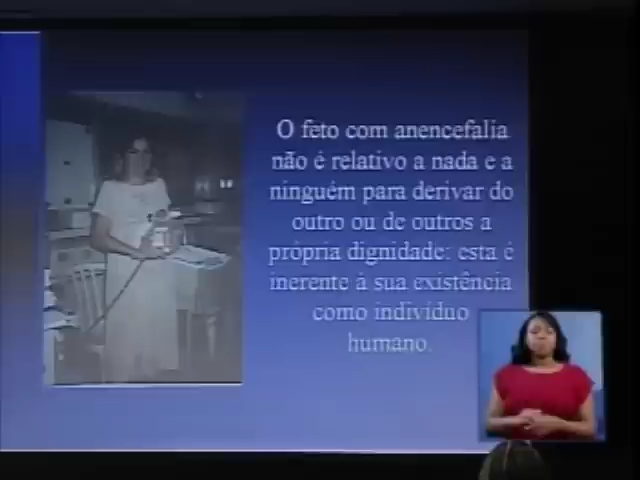 O feto com anencefalia
não é relativo a nada e a
ninguém para derivar do
outro ou de outros a
própria dignidade: esta é
inerente à sua existência
como indivíduo
humano.